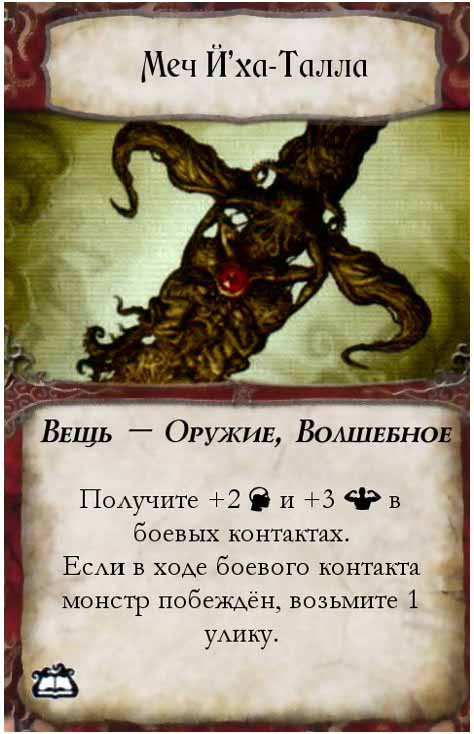 Меч Й’ха-Талла
Вещь — Оружие, Волшебное
Получите +2 и +3 в
боевых контактах.
Если в ходе боевого контакта
монстр побеждён, возьмите 1
улику.